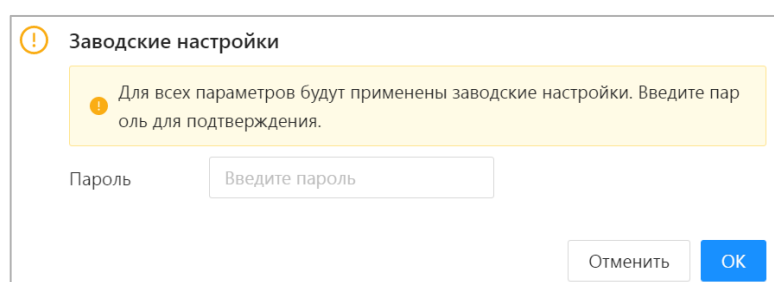 Заводские настройки
Для всех параметров будут применены заводские настройки. Введите пар
оль для подтверждения.
Пароль Введите пароль
Отменить OK